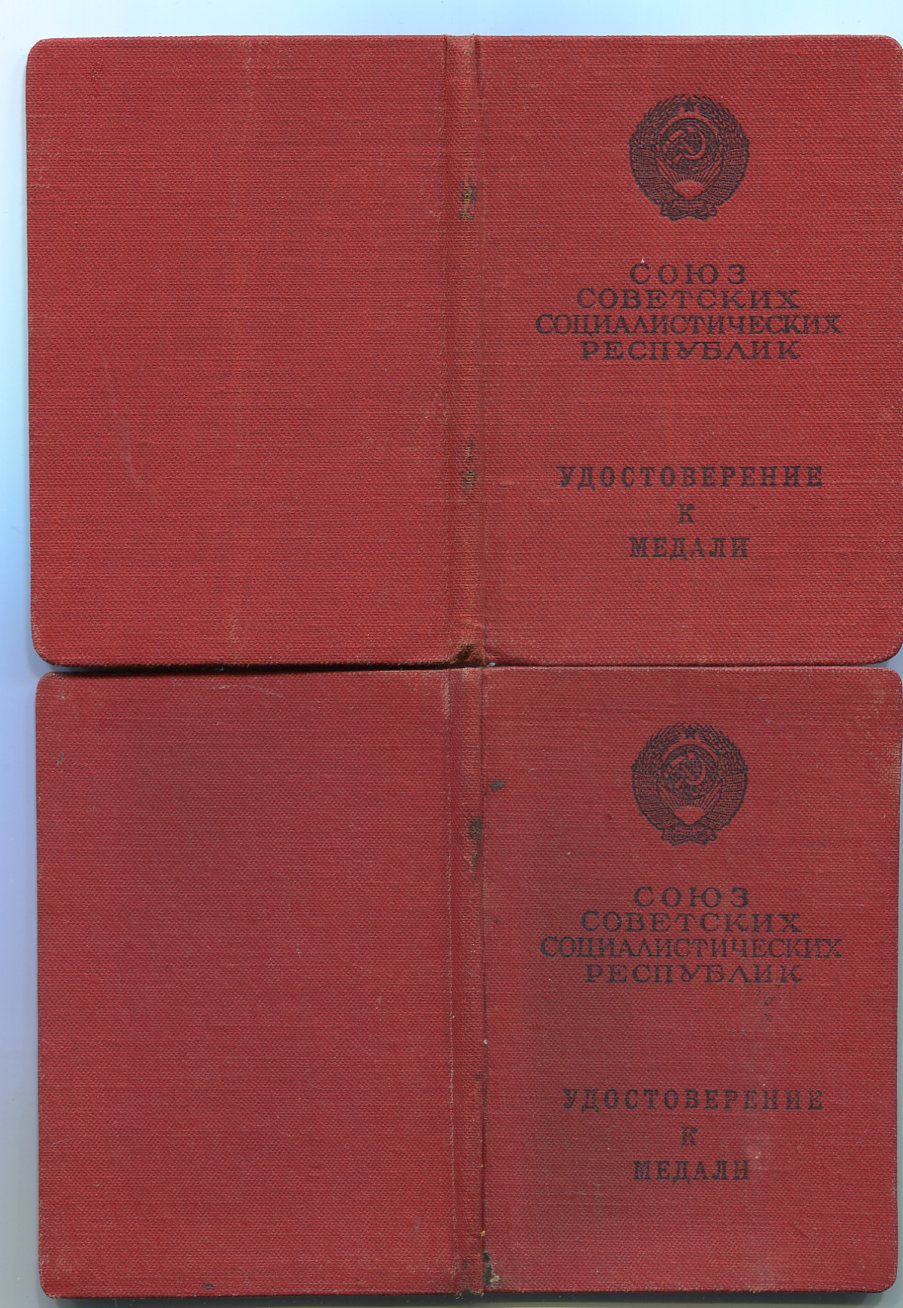 СОЮЗ
СОВЕТСКИХ
СОЦИАЛИСТИЧЕСКИХ
РЕСПУБЛИК
УДОСТОВЕРЕНИЕ
К
МЕДАЛИ
СОЮЗ
СОВЕТСКИХ
СОЦИАЛИСТИЧЕСКИХ
РЕСПУБЛИК
УДОСТОВЕРЕНИЕ
К
МЕДАЛИ